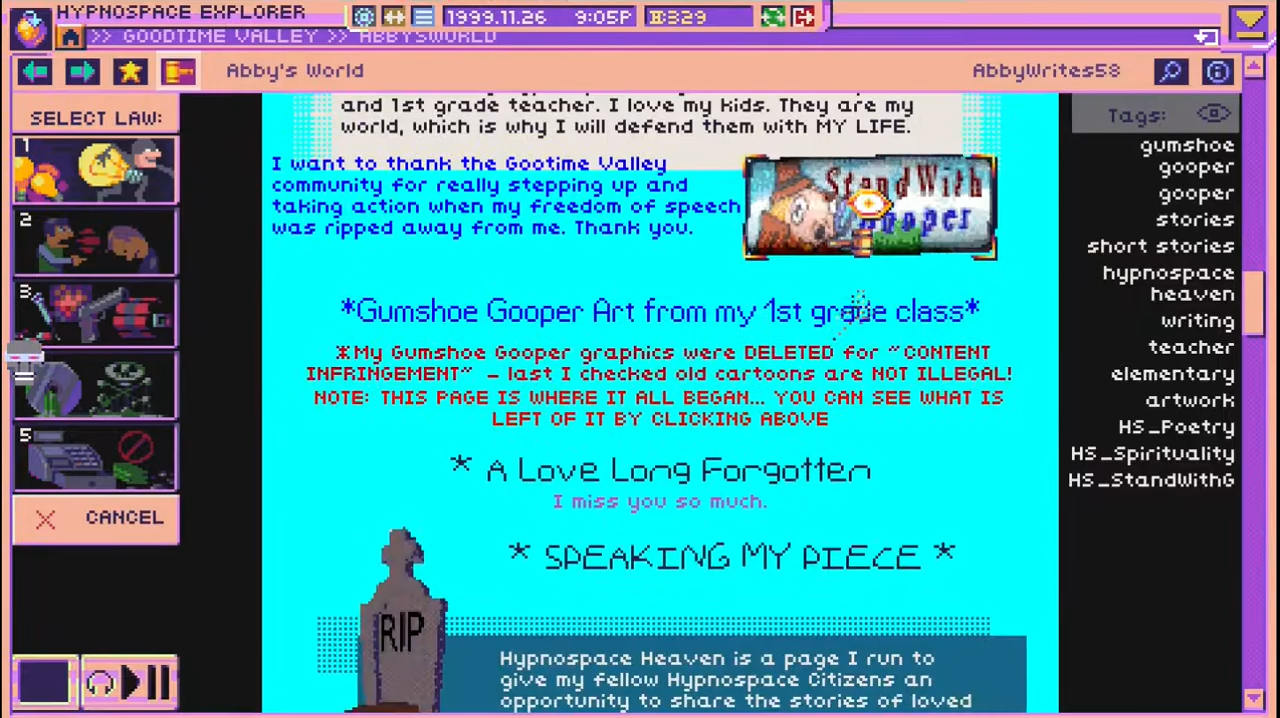 HYPNOSPACE EXPLORER
1999.11.26 9:05P 829
>> GOODTIME VALLEY >> ABBYSWORLD
Abby's World
AbbyWrites58
SELECT LAW:
1
2
3
5
CANCEL
and 1st grade teacher. I love my kids. They are my
world, which is why I will defend them with MY LIFE.
I want to thank the Gootime Valley
community for really stepping up and
taking action when my freedom of speech
was ripped away from me. Thank you.
Stand With
Gooper
*Gumshoe Gooper Art from my 1st grade class*
*My Gumshoe Gooper graphics were DELETED for ~CONTENT
INFRINGEMENT~ - last I checked old cartoons are NOT ILLEGAL!
NOTE: THIS PAGE IS WHERE IT ALL BEGAN... YOU CAN SEE WHAT IS
LEFT OF IT BY CLICKING ABOVE
* A Love Long Forgotten
I miss you so much.
* SPEAKING MY PIECE *
RIP
Hypnospace Heaven is a page I run to
give my fellow Hypnospace Citizens an
opportunity to share the stories of loved
Tags:
gumshoe
gooper
gooper
stories
short stories
hypnospace
heaven
writing
teacher
elementary
artwork
HS_Poetry
HS_Spirituality
HS_StandWithG